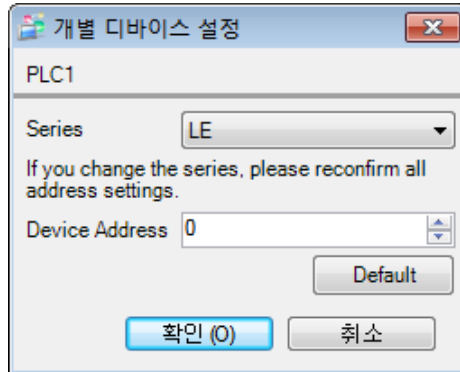 개별 디바이스 설정
PLC1
Series LE
If you change the series, please reconfirm all
address settings.
Device Address 0
Default
확인 (O) 취소